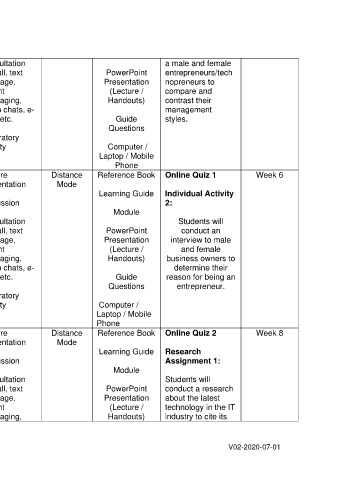 ultation
all, text
age,
nt
aging,
n chats, e-
etc.
ratory
ty
PowerPoint
Presentation
(Lecture /
Handouts)
Guide
Questions
Computer /
Laptop / Mobile
Phone
a male and female
entrepreneurs/tech
nopreneurs to
compare and
contrast their
management
styles.
re
entation
ussion
ultation
all, text
age,
nt
aging,
n chats, e-
etc.
ratory
ty
Distance
Mode
Reference Book
Learning Guide
Module
PowerPoint
Presentation
(Lecture /
Handouts)
Guide
Questions
Computer /
Laptop / Mobile
Phone
Online Quiz 1
Individual Activity
2:
Students will
conduct an
interview to male
and female
business owners to
determine their
reason for being an
entrepreneur.
Week 6
re
entation
ussion
ultation
all, text
age,
nt
aging,
Distance
Mode
Reference Book
Learning Guide
Module
PowerPoint
Presentation
(Lecture /
Handouts)
Online Quiz 2
Research
Assignment 1:
Students will
conduct a research
about the latest
technology in the IT
industry to cite its
Week 8
V02-2020-07-01